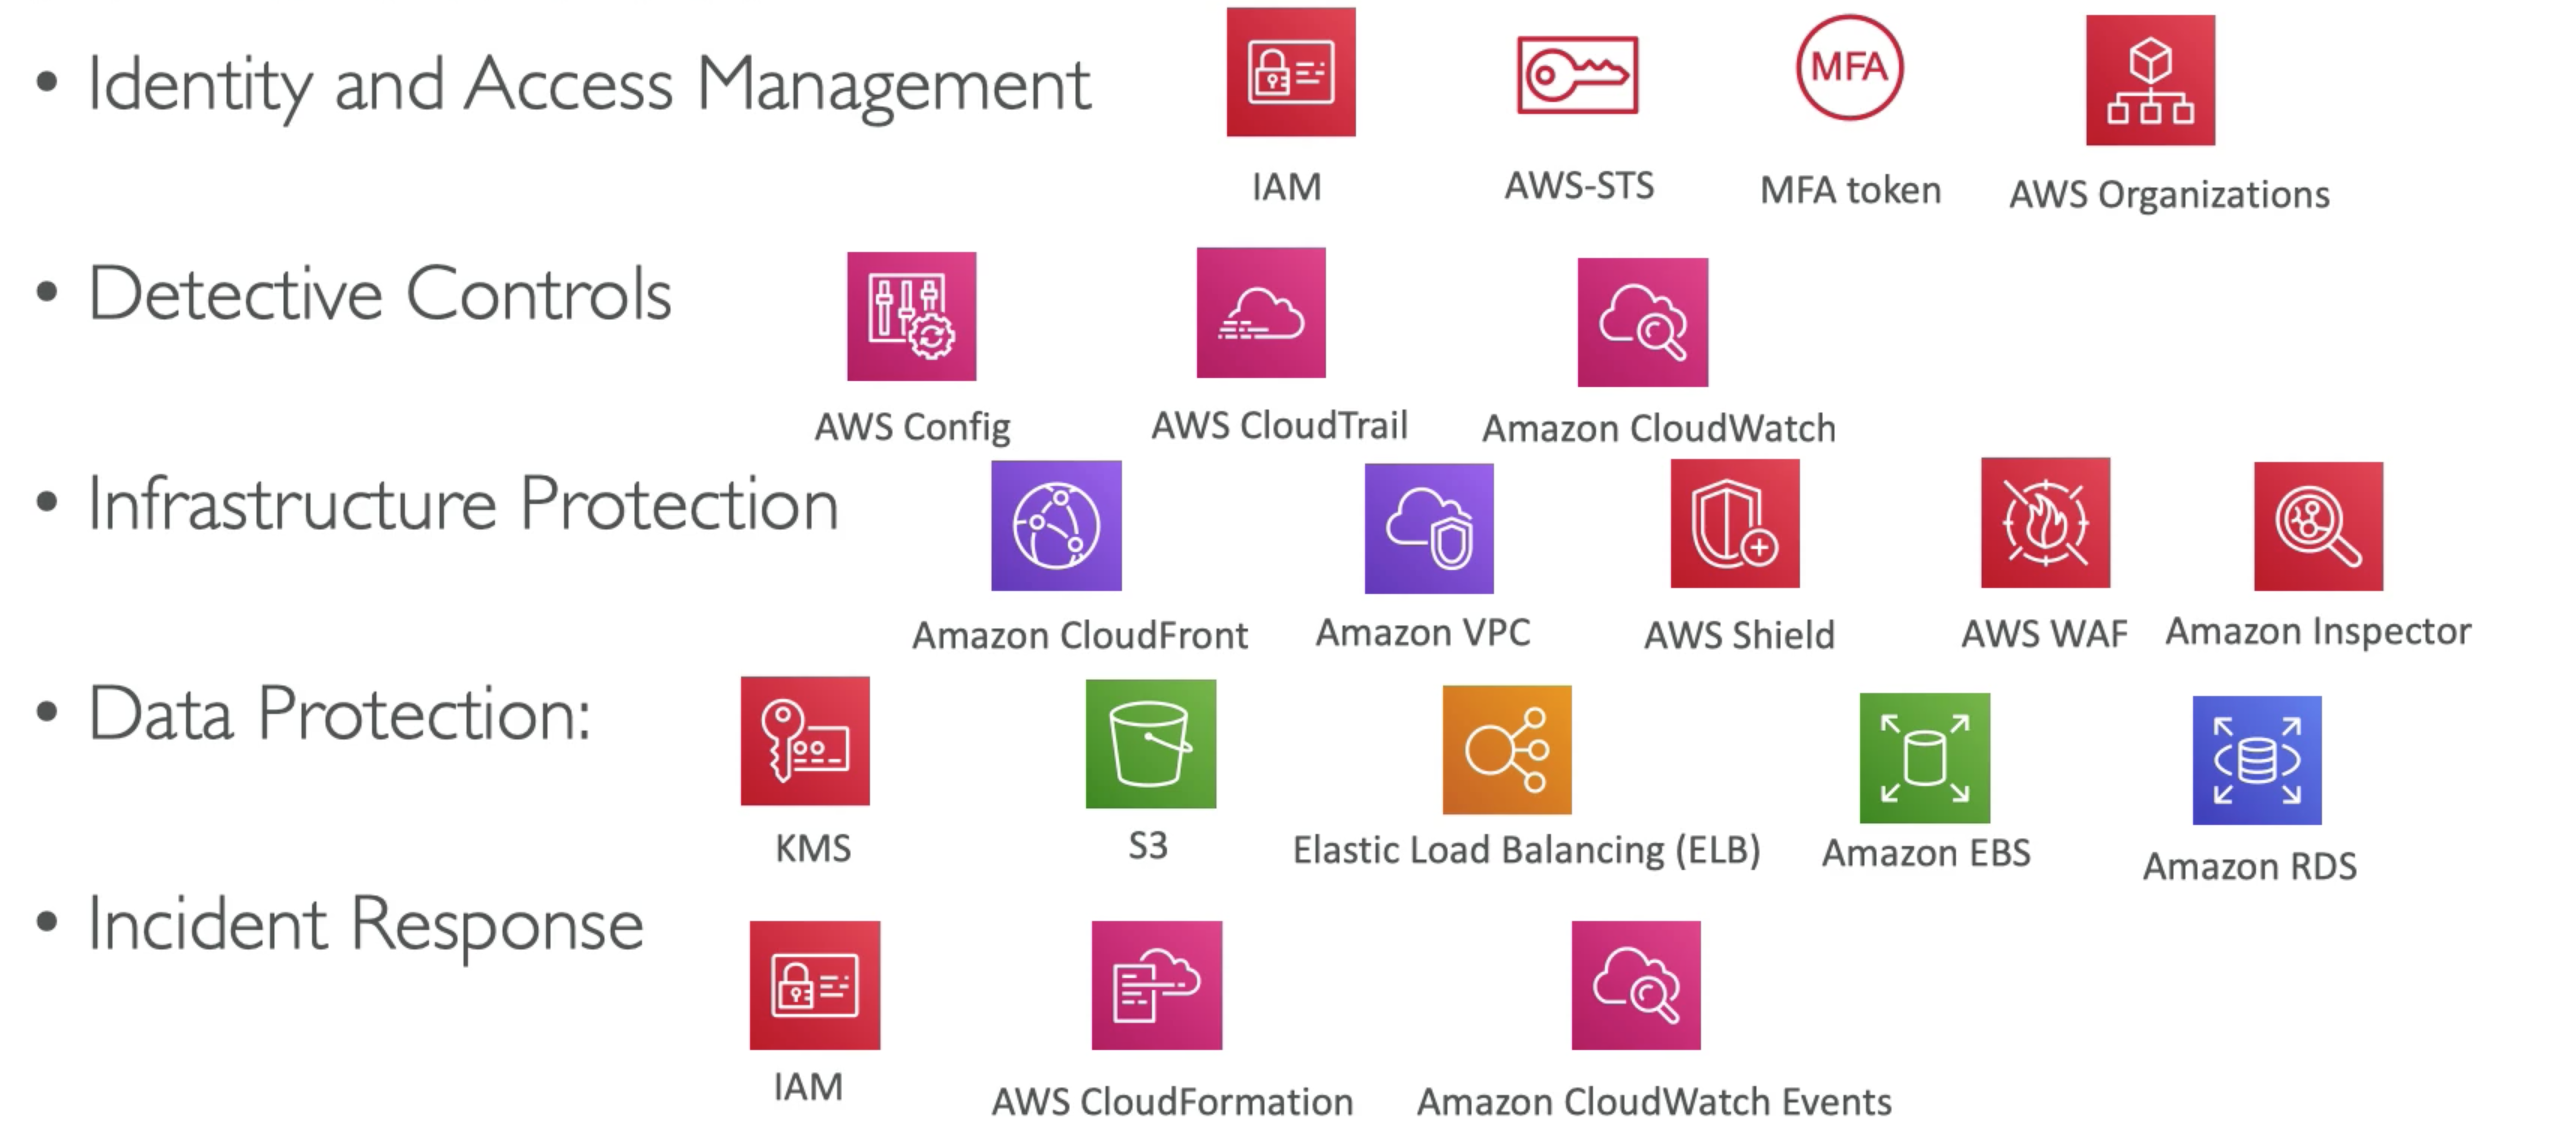 • Identity and Access Management
MFA
IAM
AWS-STS
MFA token
AWS Organizations
• Detective Controls
AWS Config
AWS CloudTrail
Amazon CloudWatch
• Infrastructure Protection
Amazon CloudFront
Amazon VPC
AWS Shield
AWS WAF
Amazon Inspector
• Data Protection:
KMS
S3
Elastic Load Balancing (ELB)
Amazon EBS
Amazon RDS
• Incident Response
IAM
AWS CloudFormation
Amazon CloudWatch Events